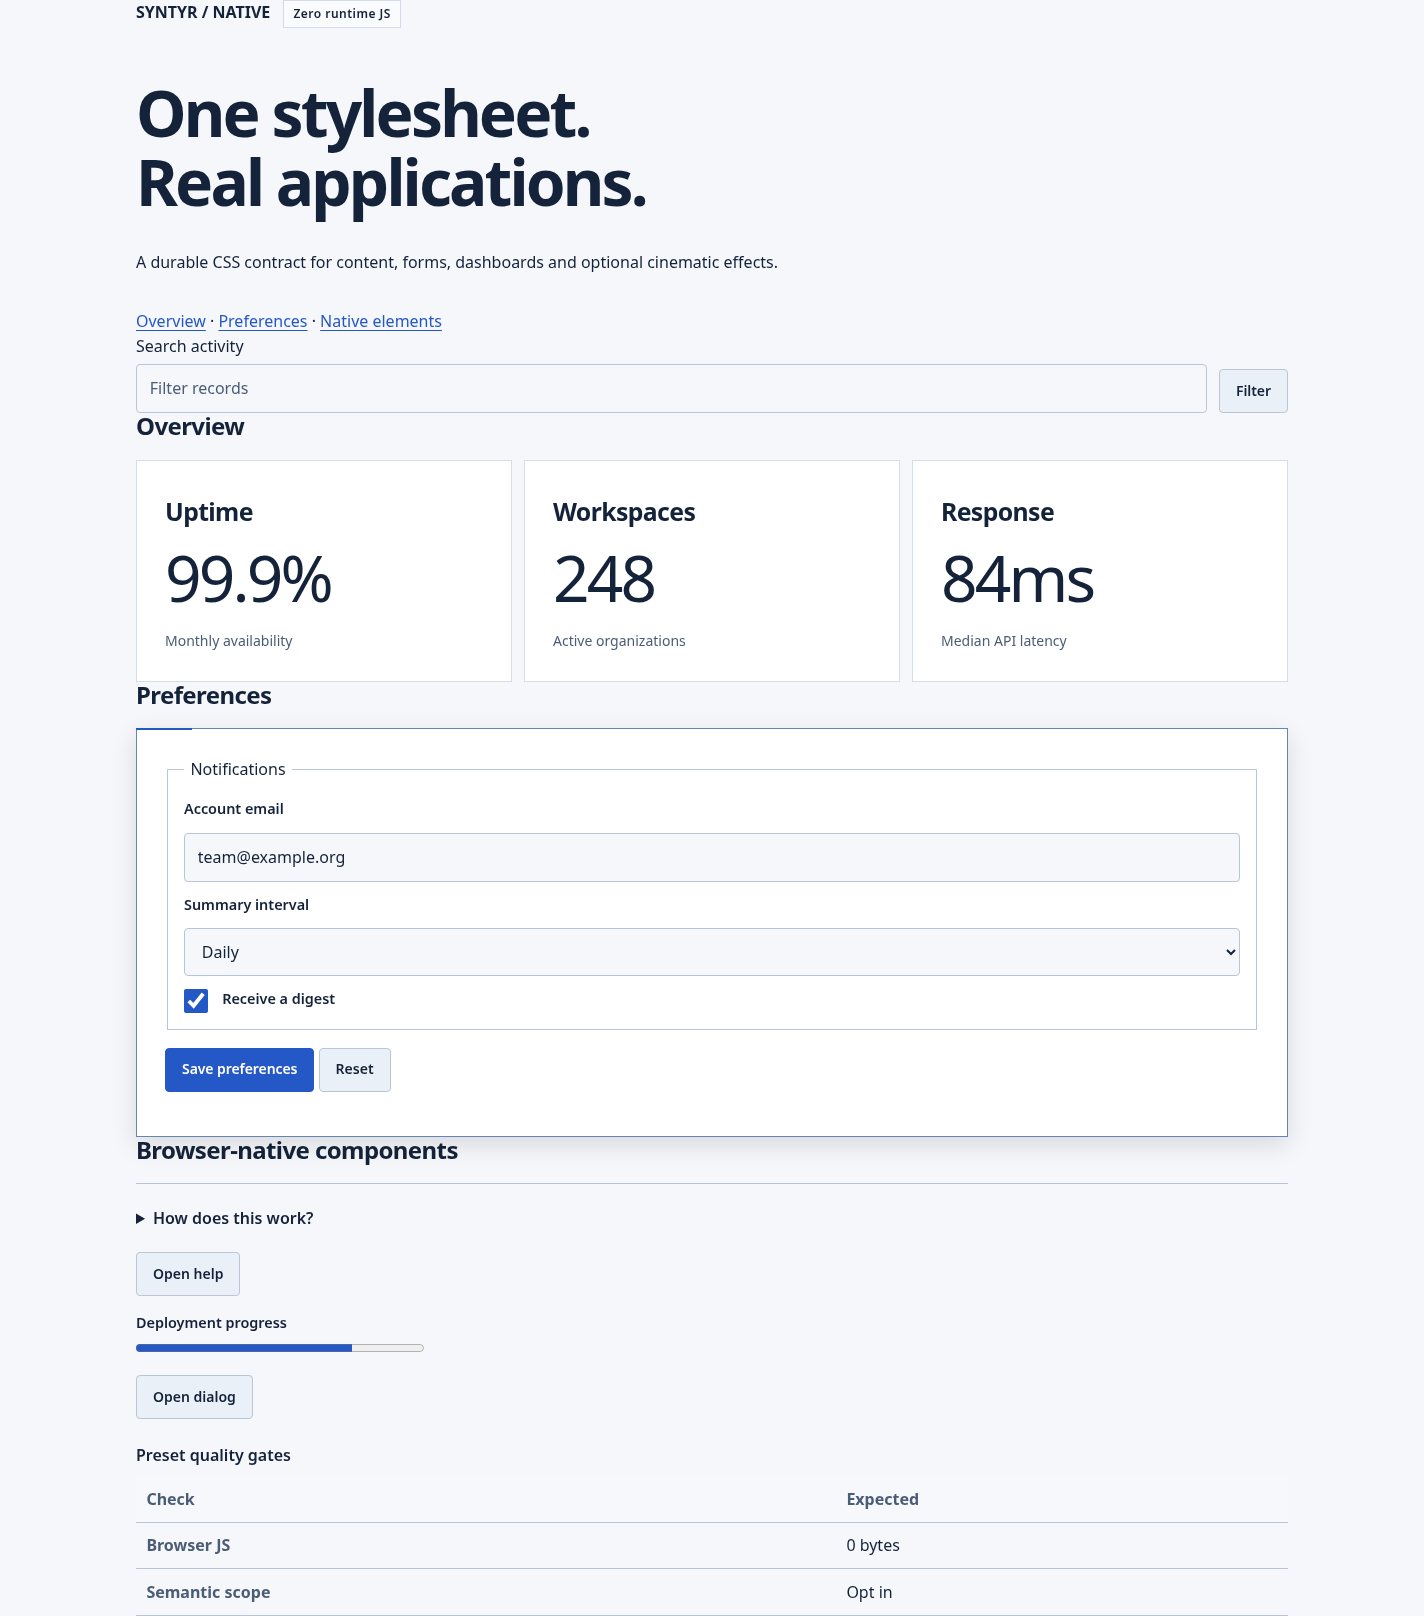 SYNTYR / NATIVE Zero runtime JS
One stylesheet.
Real applications.
A durable CSS contract for content, forms, dashboards and optional cinematic effects.
Overview · Preferences · Native elements
Search activity
Filter records Filter
Overview
Uptime Workspaces Response
99.9% 248 84ms
Monthly availability Active organizations Median API latency
Preferences
Notifications
Account email
team@example.org
Summary interval
Daily
Receive a digest
Save preferences Reset
Browser-native components
How does this work?
Open help
Deployment progress
Open dialog
Preset quality gates
Check Expected
Browser JS 0 bytes
Semantic scope Opt in